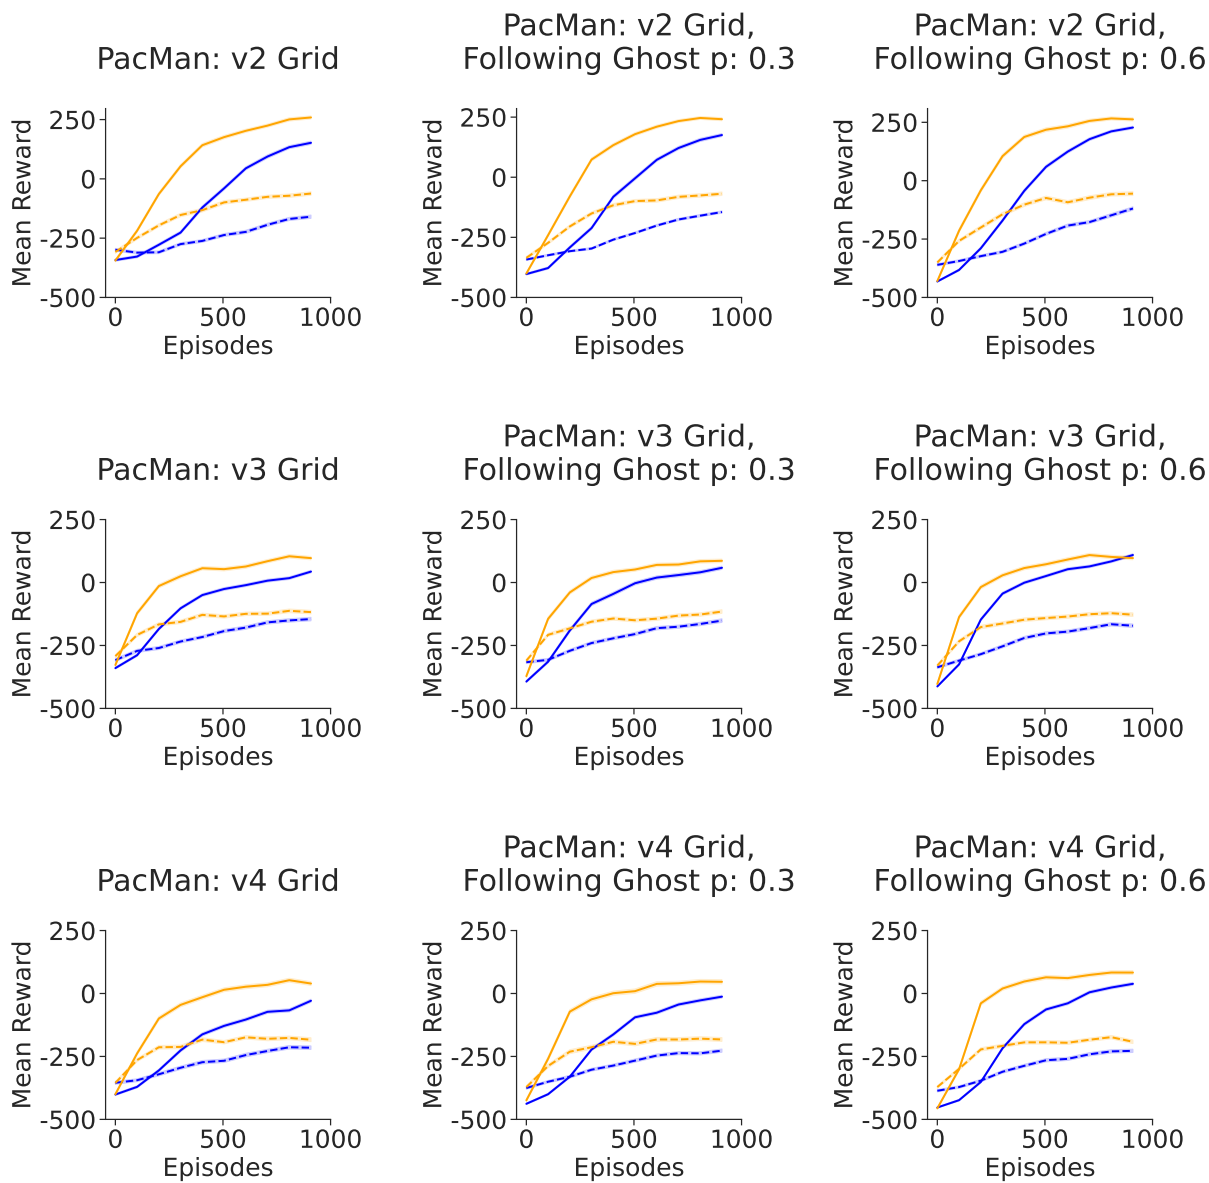 PacMan: v2 Grid
250
0
-250
-500
Mean Reward
0 500 1000
Episodes
PacMan: v2 Grid,
Following Ghost p: 0.3
250
0
-250
-500
Mean Reward
0 500 1000
Episodes
PacMan: v2 Grid,
Following Ghost p: 0.6
250
0
-250
-500
Mean Reward
0 500 1000
Episodes
PacMan: v3 Grid
250
0
-250
-500
Mean Reward
0 500 1000
Episodes
PacMan: v3 Grid,
Following Ghost p: 0.3
250
0
-250
-500
Mean Reward
0 500 1000
Episodes
PacMan: v3 Grid,
Following Ghost p: 0.6
250
0
-250
-500
Mean Reward
0 500 1000
Episodes
PacMan: v4 Grid
250
0
-250
-500
Mean Reward
0 500 1000
Episodes
PacMan: v4 Grid,
Following Ghost p: 0.3
250
0
-250
-500
Mean Reward
0 500 1000
Episodes
PacMan: v4 Grid,
Following Ghost p: 0.6
250
0
-250
-500
Mean Reward
0 500 1000
Episodes